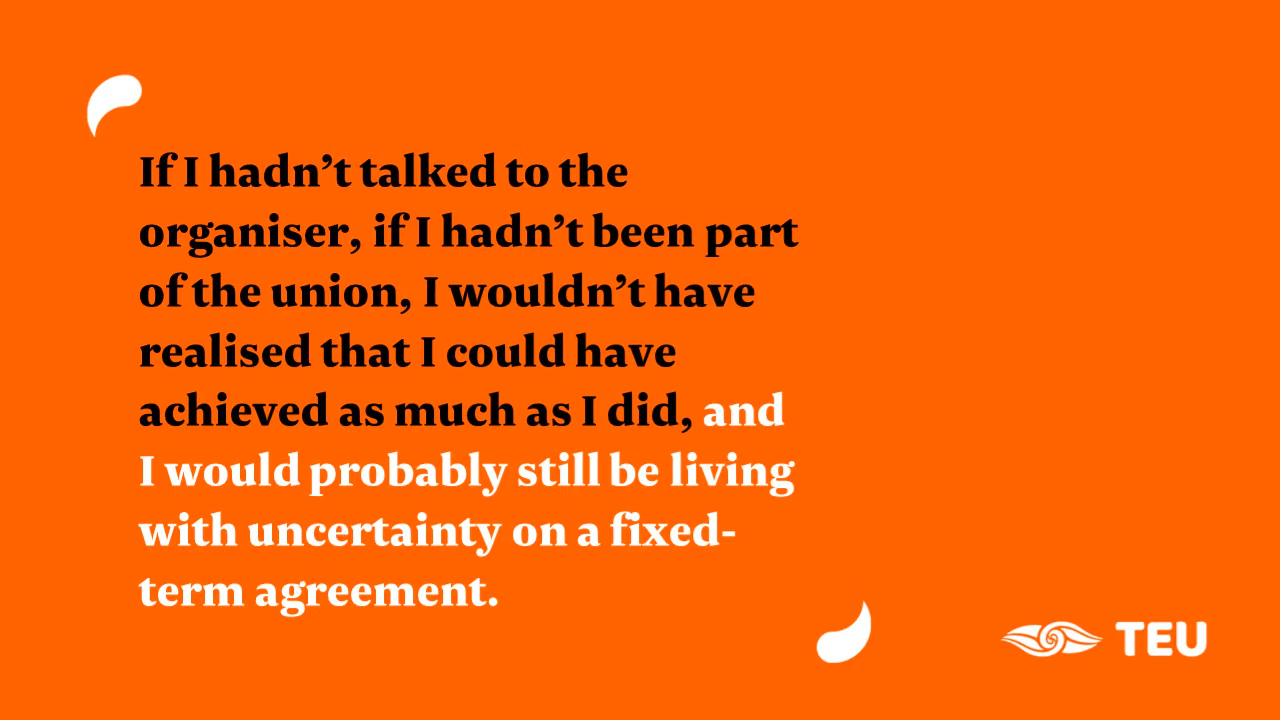 If I hadn’t talked to the
organiser, if I hadn’t been part
of the union, I wouldn’t have
realised that I could have
achieved as much as I did, and
I would probably still be living
with uncertainty on a fixed-
term agreement.
TEU